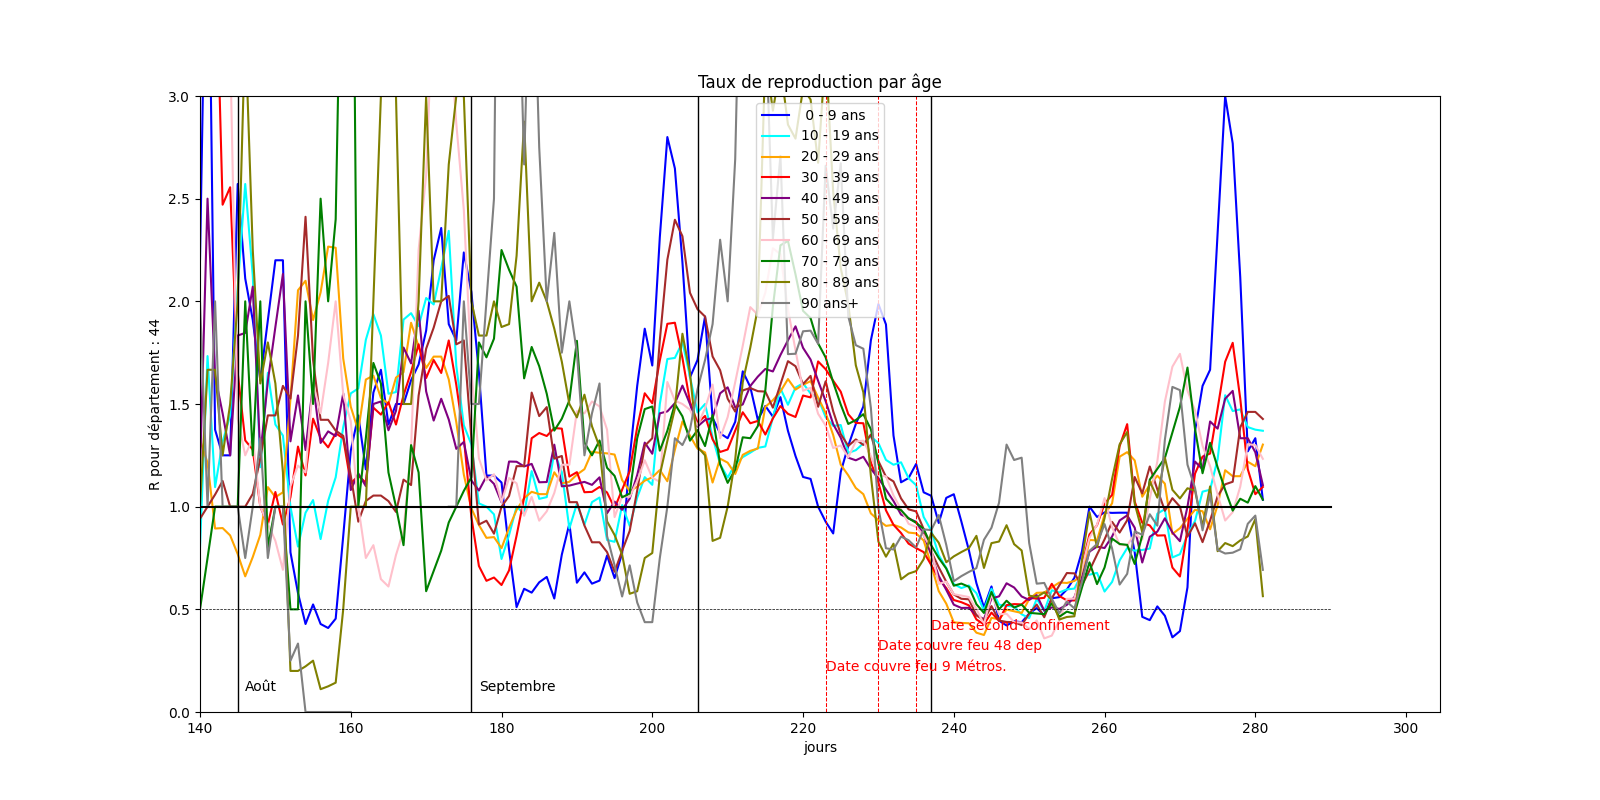 Taux de reproduction par âge
3.0
2.5
2.0
1.5
1.0
0.5
0.0
R pour département : 44
0 - 9 ans
10 - 19 ans
20 - 29 ans
30 - 39 ans
40 - 49 ans
50 - 59 ans
60 - 69 ans
70 - 79 ans
80 - 89 ans
90 ans+
Date second confinement
Date couvre feu 48 dep
Date couvre feu 9 Métros.
Août
Septembre
140
160
180
200
220
240
260
280
300
jours